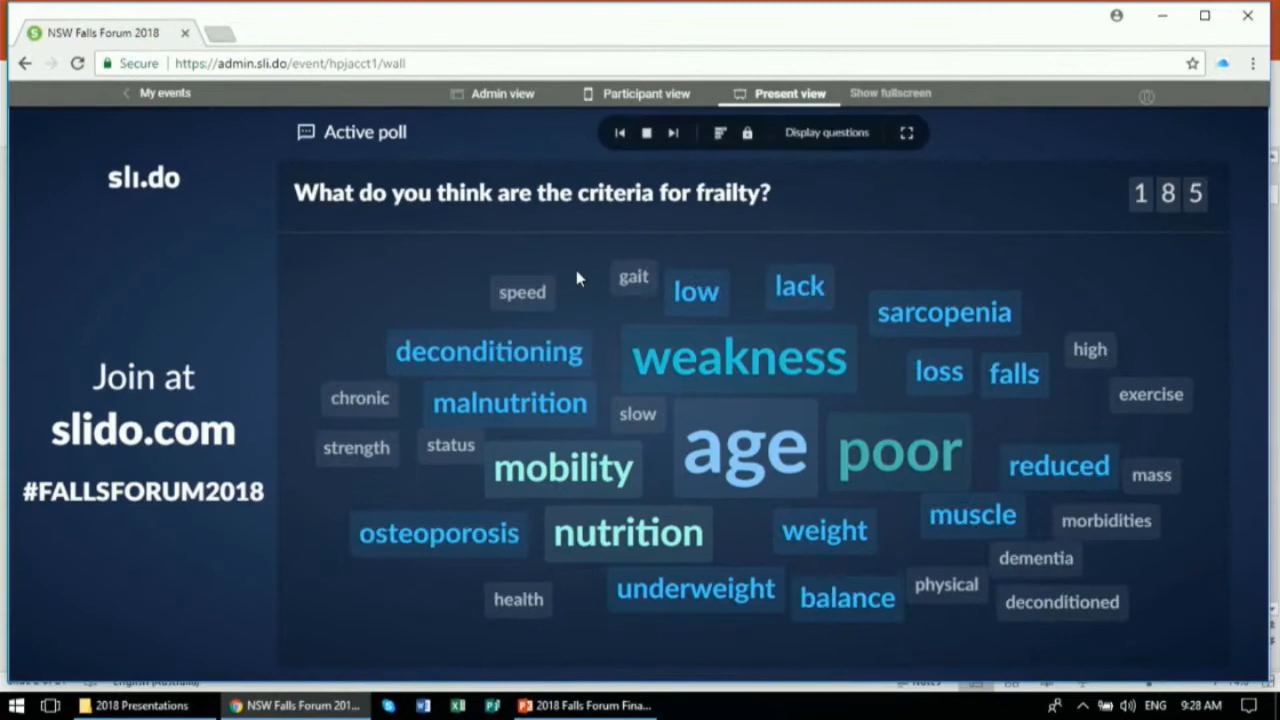 NSW Falls Forum 2018
Secure https://admin.sli.do/event/hpjacct1/wall
My events Admin view Participant view Present view Show fullscreen
Active poll Display questions
sli.do
What do you think are the criteria for frailty? 185
Join at
slido.com
#FALLSFORUM2018
speed gait low lack
sarcopenia
deconditioning weakness high
loss falls
chronic malnutrition slow exercise
strength status age poor
mobility reduced mass
osteoporosis nutrition weight muscle morbidities
dementia
health underweight balance physical deconditioned
2018 Presentations NSW Falls Forum 201... 2018 Falls Forum Fina... ENG 9:28 AM